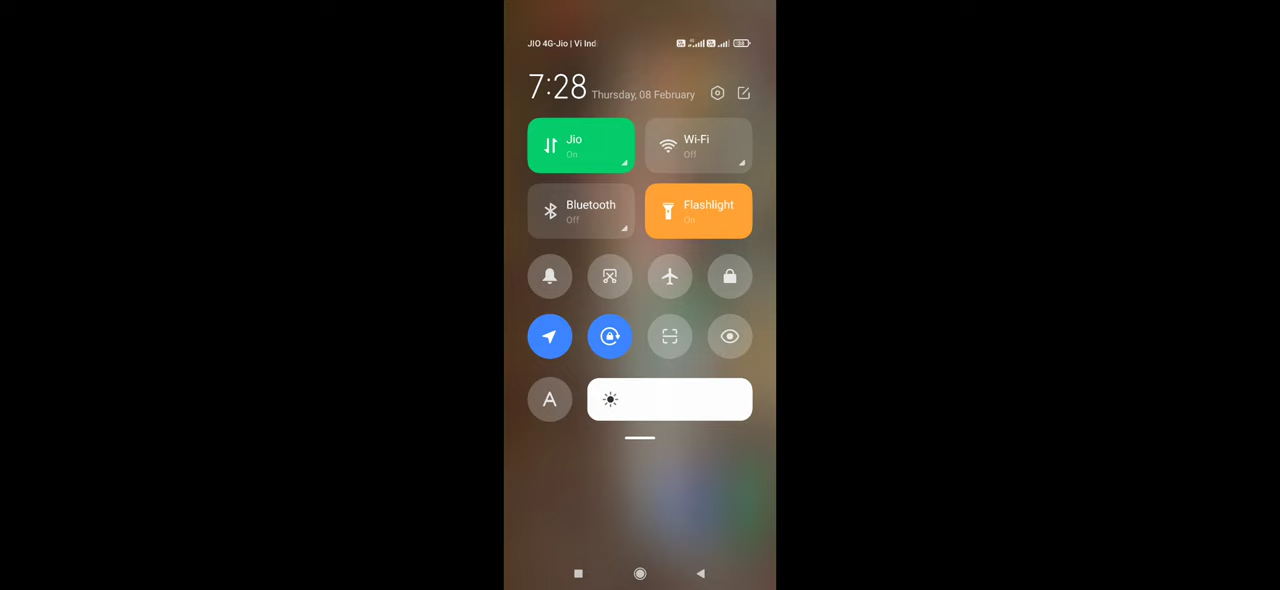 JIO 4G-Jio | Vi Ind
7:28 Thursday, 08 February
Jio
On
Wi-Fi
Off
Bluetooth
Off
Flashlight
On
A